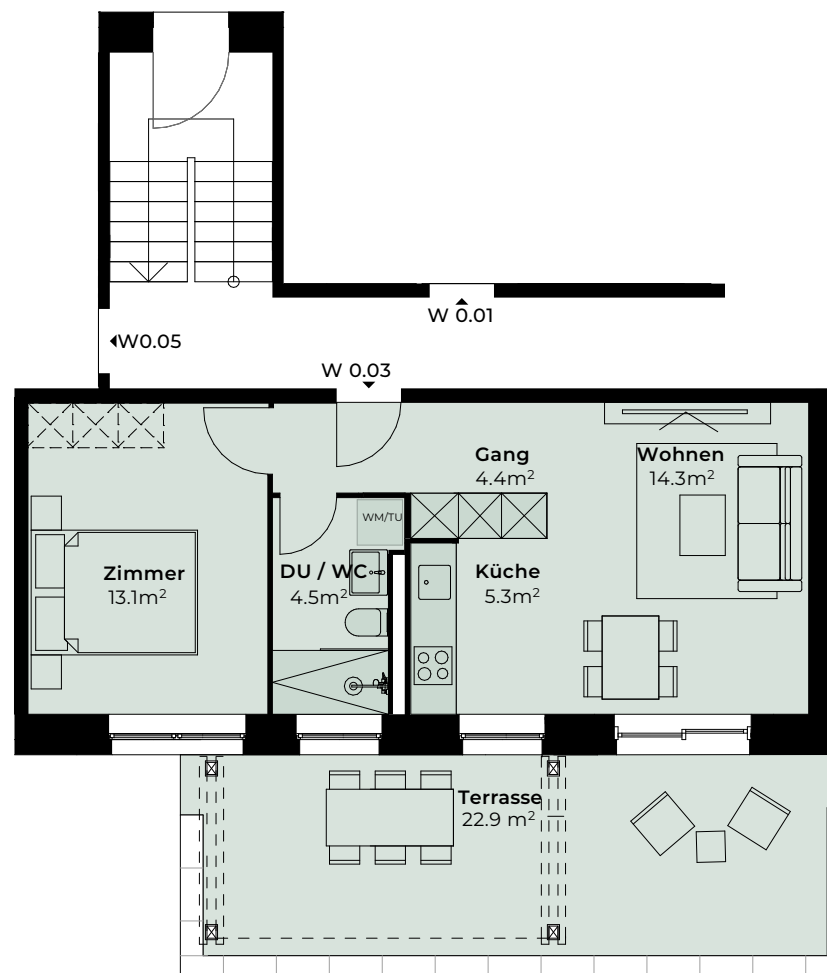 W 0.01
W0.05
W 0.03
Gang
4.4m²
Wohnen
14.3m²
WM/TU
Zimmer
13.1m²
DU / WC
4.5m²
Küche
5.3m²
Terrasse
22.9 m²